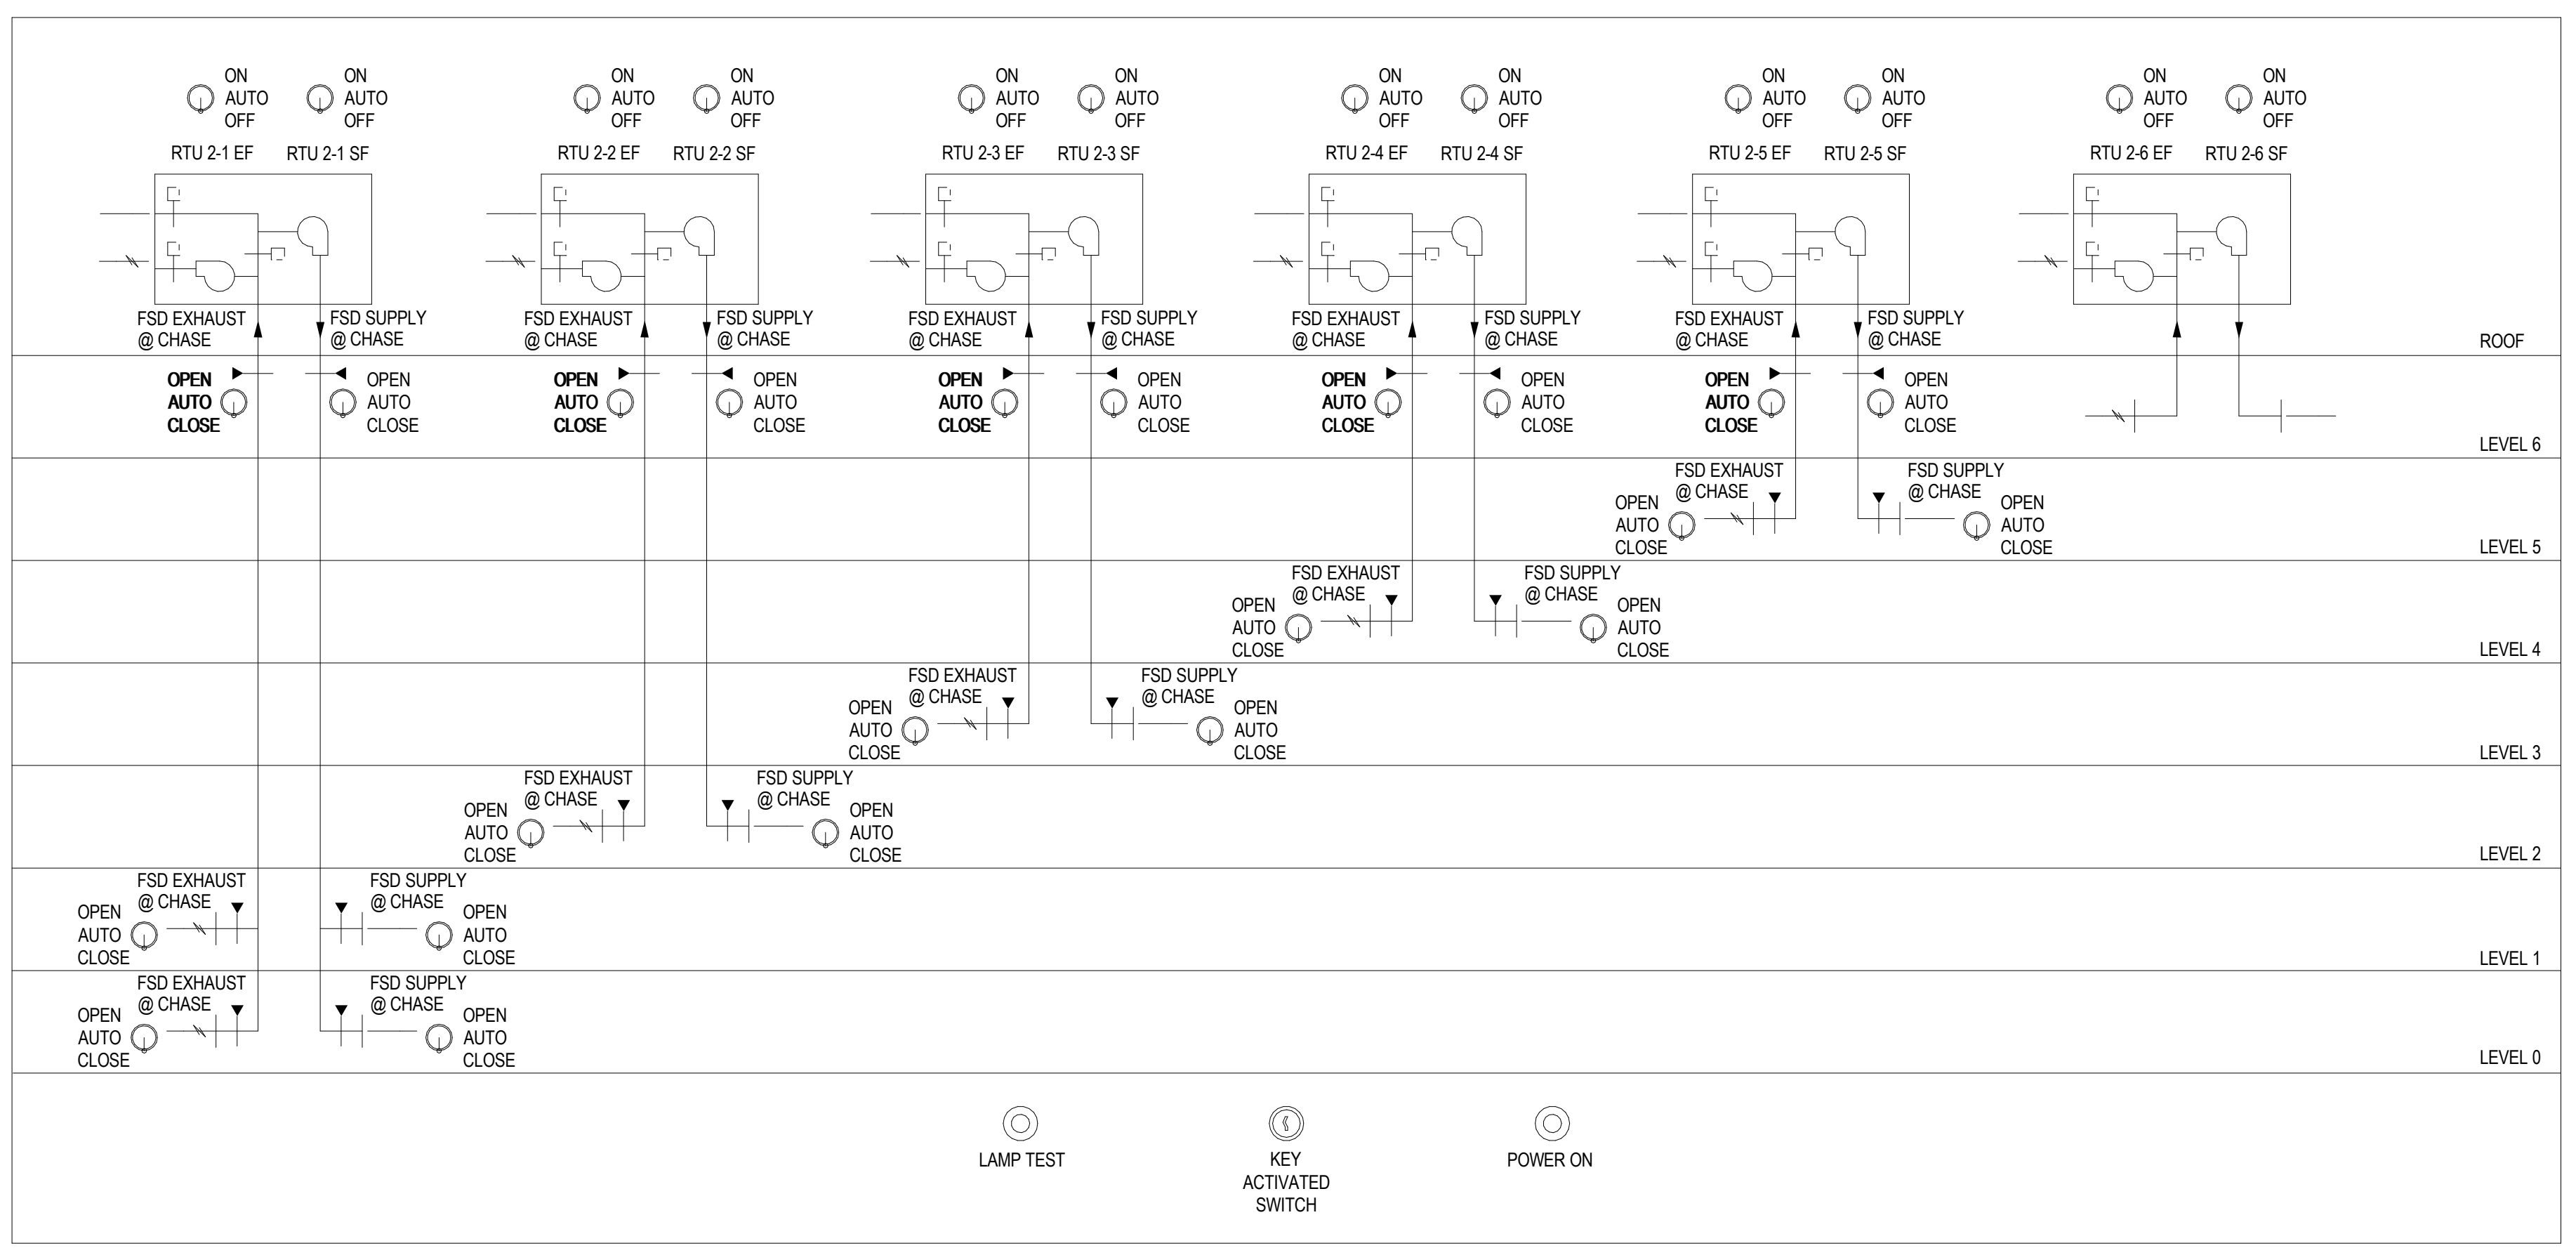 ON
AUTO
OFF
ON
AUTO
OFF
ON
AUTO
OFF
ON
AUTO
OFF
ON
AUTO
OFF
ON
AUTO
OFF
ON
AUTO
OFF
ON
AUTO
OFF
ON
AUTO
OFF
ON
AUTO
OFF
ON
AUTO
OFF
ON
AUTO
OFF
RTU 2-1 EF
RTU 2-1 SF
RTU 2-2 EF
RTU 2-2 SF
RTU 2-3 EF
RTU 2-3 SF
RTU 2-4 EF
RTU 2-4 SF
RTU 2-5 EF
RTU 2-5 SF
RTU 2-6 EF
RTU 2-6 SF
FSD EXHAUST
@ CHASE
FSD SUPPLY
@ CHASE
FSD EXHAUST
@ CHASE
FSD SUPPLY
@ CHASE
FSD EXHAUST
@ CHASE
FSD SUPPLY
@ CHASE
FSD EXHAUST
@ CHASE
FSD SUPPLY
@ CHASE
FSD EXHAUST
@ CHASE
FSD SUPPLY
@ CHASE
ROOF
OPEN
AUTO
CLOSE
OPEN
AUTO
CLOSE
OPEN
AUTO
CLOSE
OPEN
AUTO
CLOSE
OPEN
AUTO
CLOSE
OPEN
AUTO
CLOSE
OPEN
AUTO
CLOSE
OPEN
AUTO
CLOSE
OPEN
AUTO
CLOSE
OPEN
AUTO
CLOSE
LEVEL 6
FSD EXHAUST
@ CHASE
OPEN
AUTO
CLOSE
FSD SUPPLY
@ CHASE
OPEN
AUTO
CLOSE
LEVEL 5
FSD EXHAUST
@ CHASE
OPEN
AUTO
CLOSE
FSD SUPPLY
@ CHASE
OPEN
AUTO
CLOSE
LEVEL 4
FSD EXHAUST
@ CHASE
OPEN
AUTO
CLOSE
FSD SUPPLY
@ CHASE
OPEN
AUTO
CLOSE
LEVEL 3
FSD EXHAUST
@ CHASE
OPEN
AUTO
CLOSE
FSD SUPPLY
@ CHASE
OPEN
AUTO
CLOSE
LEVEL 2
FSD EXHAUST
@ CHASE
OPEN
AUTO
CLOSE
FSD SUPPLY
@ CHASE
OPEN
AUTO
CLOSE
LEVEL 1
FSD EXHAUST
@ CHASE
OPEN
AUTO
CLOSE
FSD SUPPLY
@ CHASE
OPEN
AUTO
CLOSE
LEVEL 0
LAMP TEST
KEY
ACTIVATED
SWITCH
POWER ON